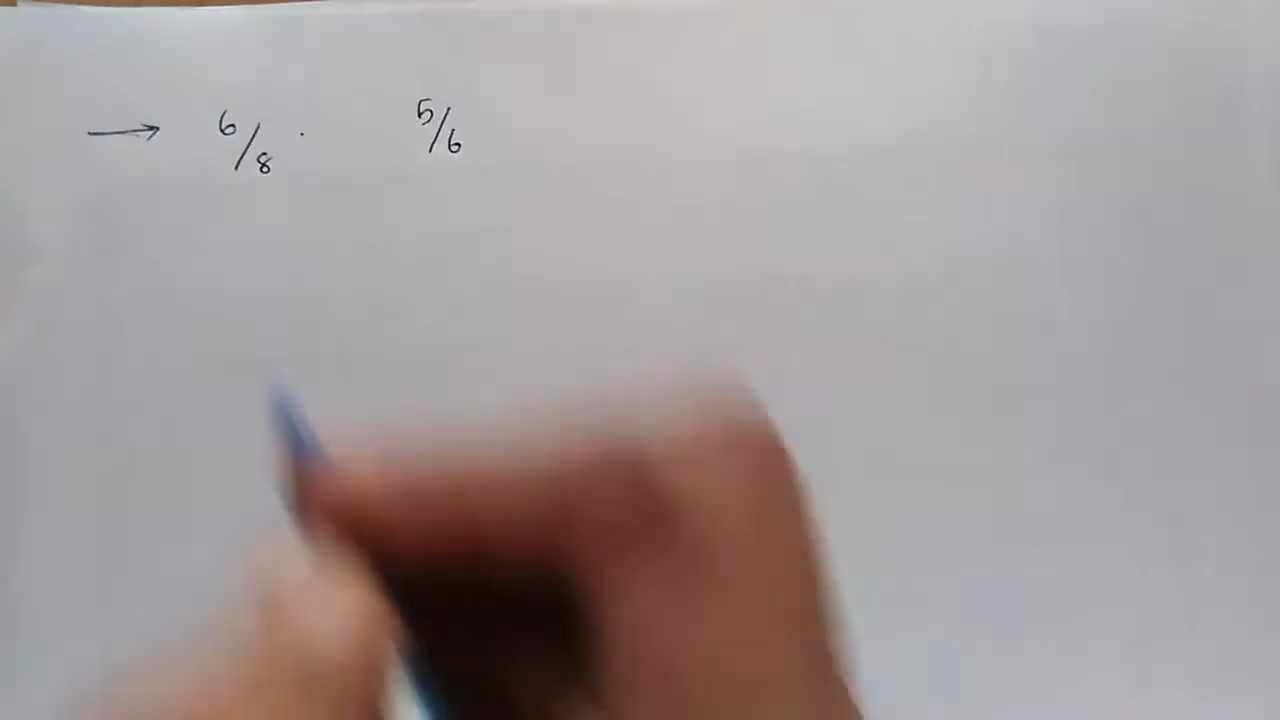 → 6/8 . 5/6